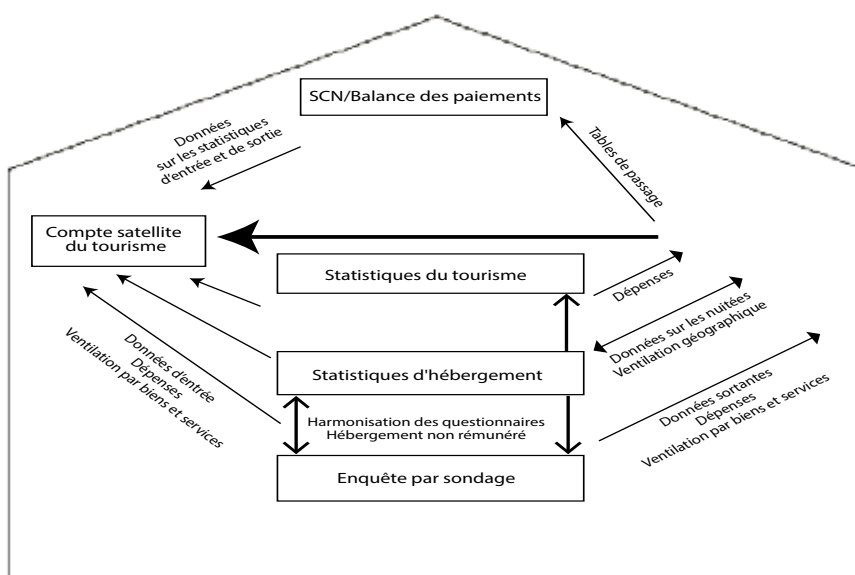 SCN/Balance des paiements
Données
sur les statistiques
d'entrée et de sortie
Tables de passage
Compte satellite
du tourisme
Statistiques du tourisme
Dépenses
Données sur les nuitées
Ventilation géographique
Statistiques d'hébergement
Données d'entrée
Dépenses
Ventilation par biens et services
Harmonisation des questionnaires
Hébergement non rémunéré
Données sortantes
Dépenses
Ventilation par biens et services
Enquête par sondage